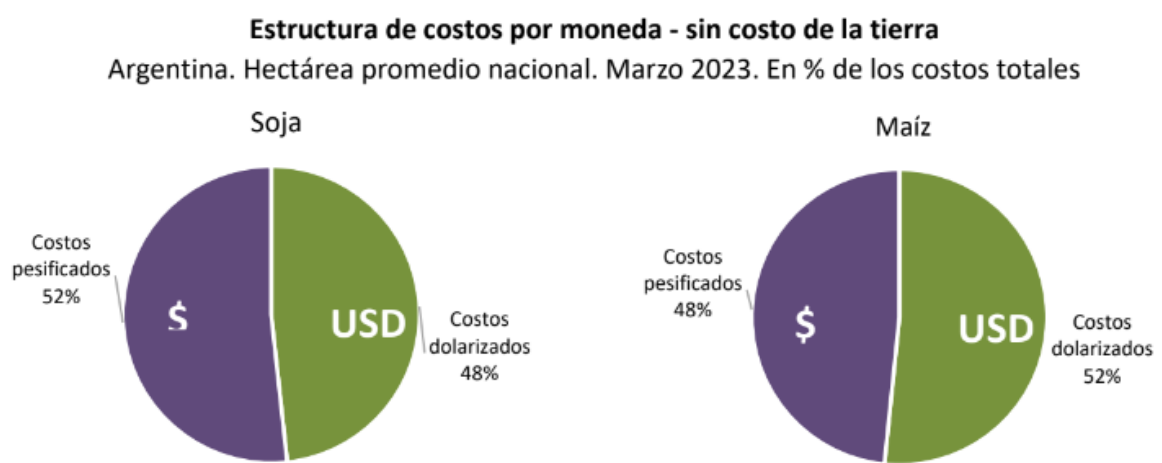 Estructura de costos por moneda - sin costo de la tierra
Argentina. Hectárea promedio nacional. Marzo 2023. En % de los costos totales
Soja
Costos
pesificados
52%
$
USD
Costos
dolarizados
48%
Maíz
Costos
pesificados
48%
$
USD
Costos
dolarizados
52%